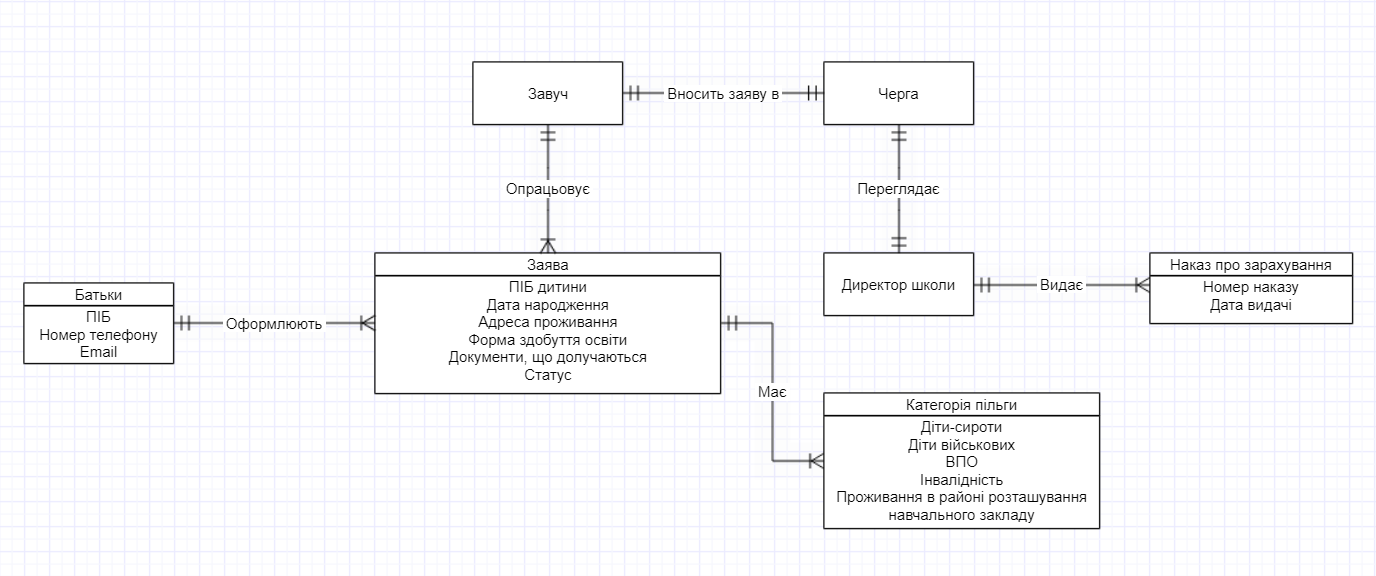 Завуч
Вносить заяву в
Черга
Опрацьовує
Переглядає
Батьки
ПІБ
Номер телефону
Email
Оформлюють
Заява
ПІБ дитини
Дата народження
Адреса проживання
Форма здобуття освіти
Документи, що долучаються
Статус
Директор школи
Видає
Наказ про зарахування
Номер наказу
Дата видачі
Має
Категорія пільги
Діти-сироти
Діти військових
ВПО
Інвалідність
Проживання в районі розташування
навчального закладу